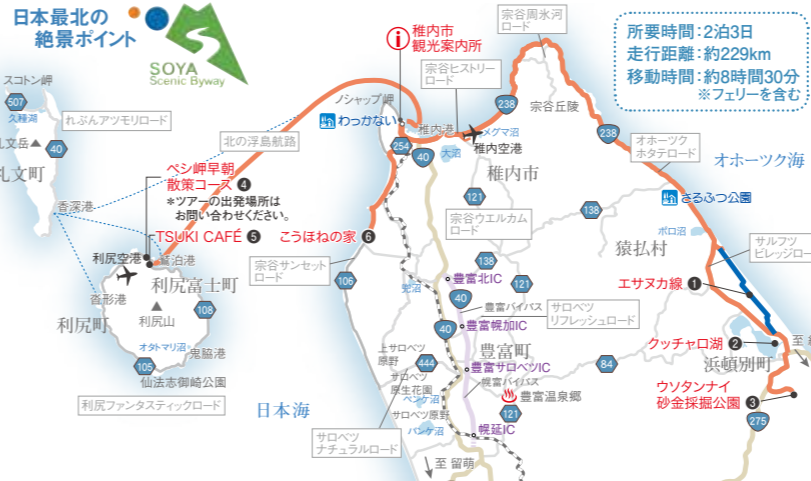 日本最北の
絶景ポイント
SOYA
Scenic Byway
所要時間：2泊3日
走行距離：約229km
移動時間：約8時間30分
※フェリーを含む
稚内市
観光案内所
宗谷周氷河
ロード
宗谷ヒストリー
ロード
スコトン岬
507
久種湖
れぶんアツモリロード
礼文岳
40
礼文町
香深港
北の浮島航路
ノシャップ岬
わっかない
稚内港
254
40
大沼
メグマ沼
稚内空港
稚内市
238
宗谷丘陵
238
オホーツク
ホタテロード
オホーツク海
さるふつ公園
ポロ沼
猿払村
サルフツ
ビレッジロード
エサヌカ線 1
クッチャロ湖 2
浜頓別町
ウソタンナイ
砂金採掘公園 3
275
ペシ岬早朝
散策コース 4
*ツアーの出発場所は
お問い合わせください。
TSUKI CAFÉ 5
こうほねの家 6
利尻空港
鴛泊港
利尻富士町
沓形港
利尻山
108
利尻町
オタトマリ沼
鬼脇港
105
仙法志御崎公園
利尻ファンタスティックロード
宗谷サンセット
ロード
106
宗谷ウエルカム
ロード
121
138
138
121
兜沼
豊富北IC
40
豊富バイパス
豊富幌加IC
サロベツ
リフレッシュロード
40
豊富町
上サロベツ
原野
444
サロベツ
原生花園
豊富サロベツIC
幌富バイパス
84
ペンケ沼
サロベツ原野
パンケ沼
豊富温泉郷
121
幌延IC
日本海
サロベツ
ナチュラルロード
至 留萌